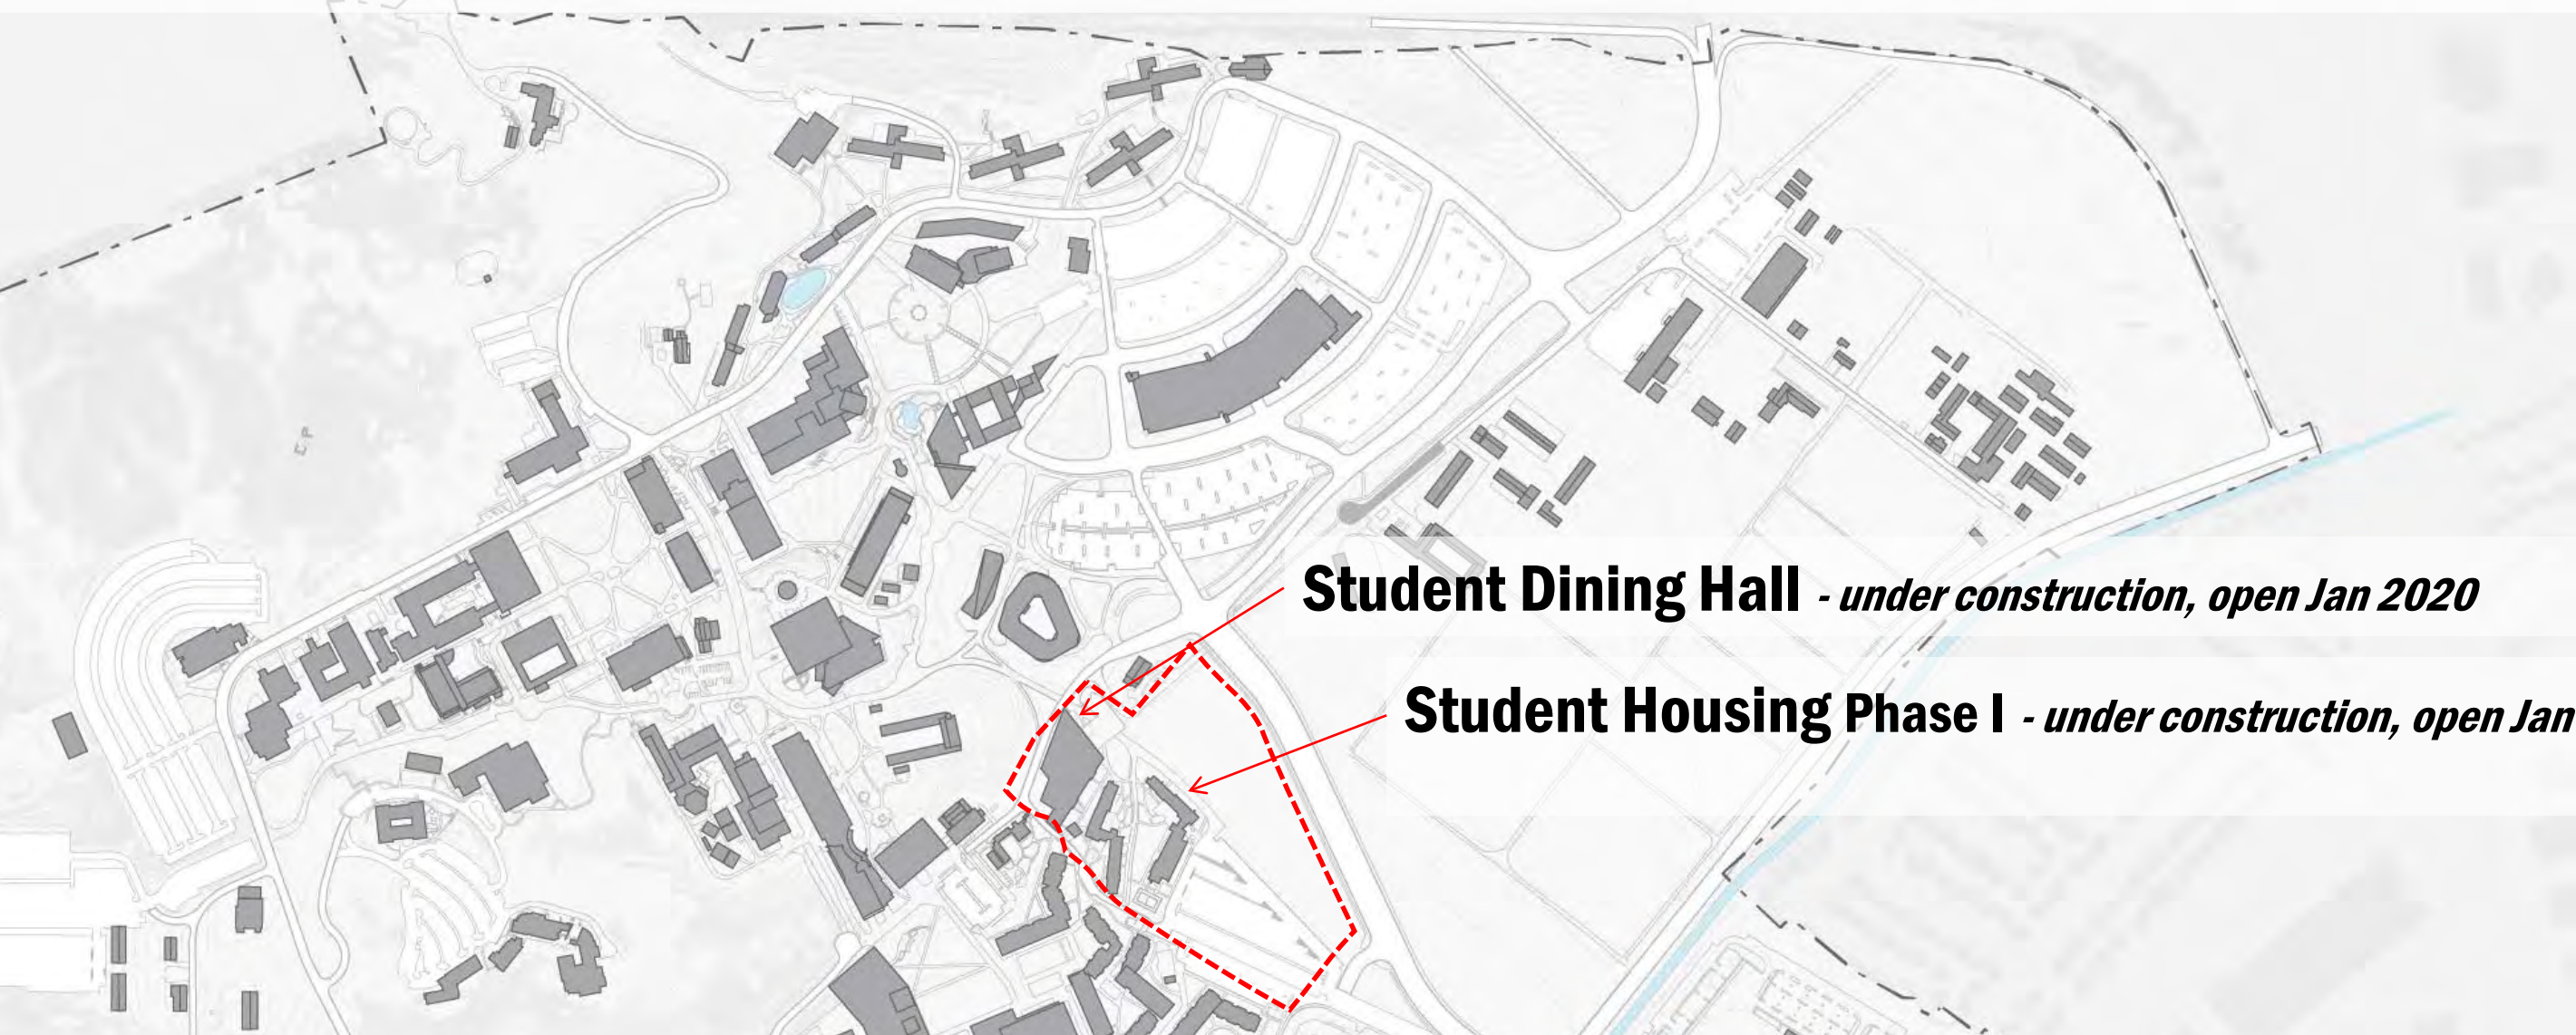 Student Dining Hall - under construction, open Jan 2020
Student Housing Phase I - under construction, open Jan